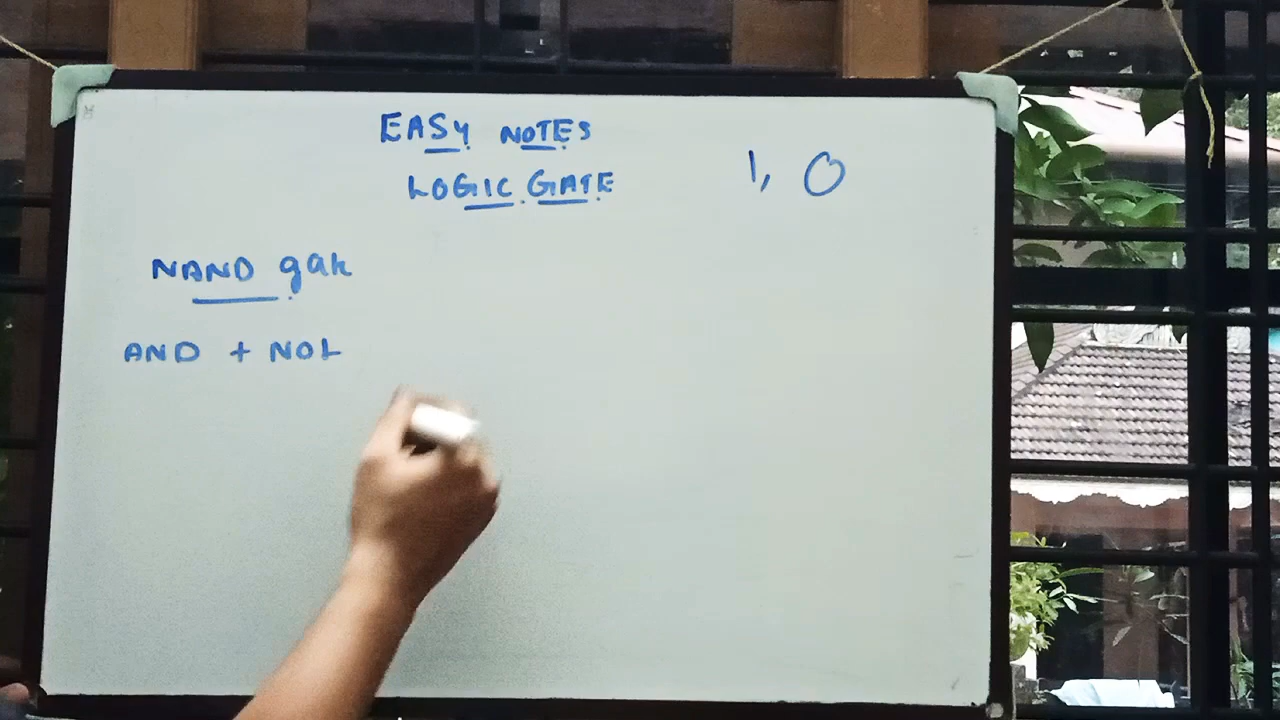 EASY NOTES
LOGIC GATE
1, 0
NAND gate
AND + NOT